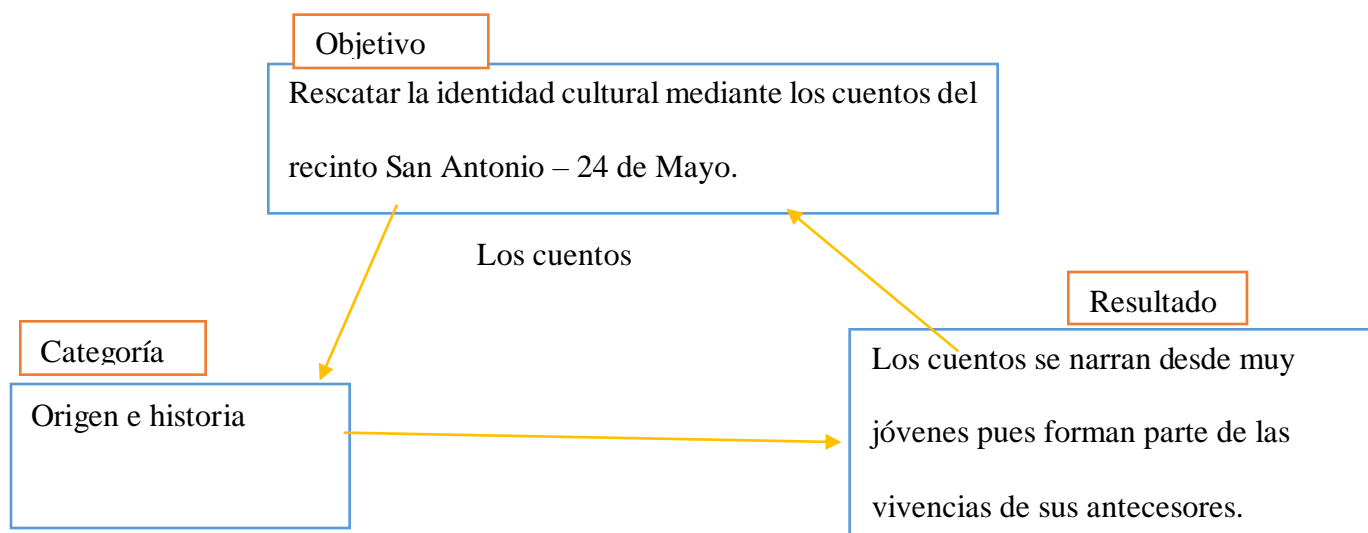 Objetivo
Rescatar la identidad cultural mediante los cuentos del
recinto San Antonio – 24 de Mayo.
Los cuentos
Resultado
Categoría
Los cuentos se narran desde muy
jóvenes pues forman parte de las
vivencias de sus antecesores.
Origen e historia